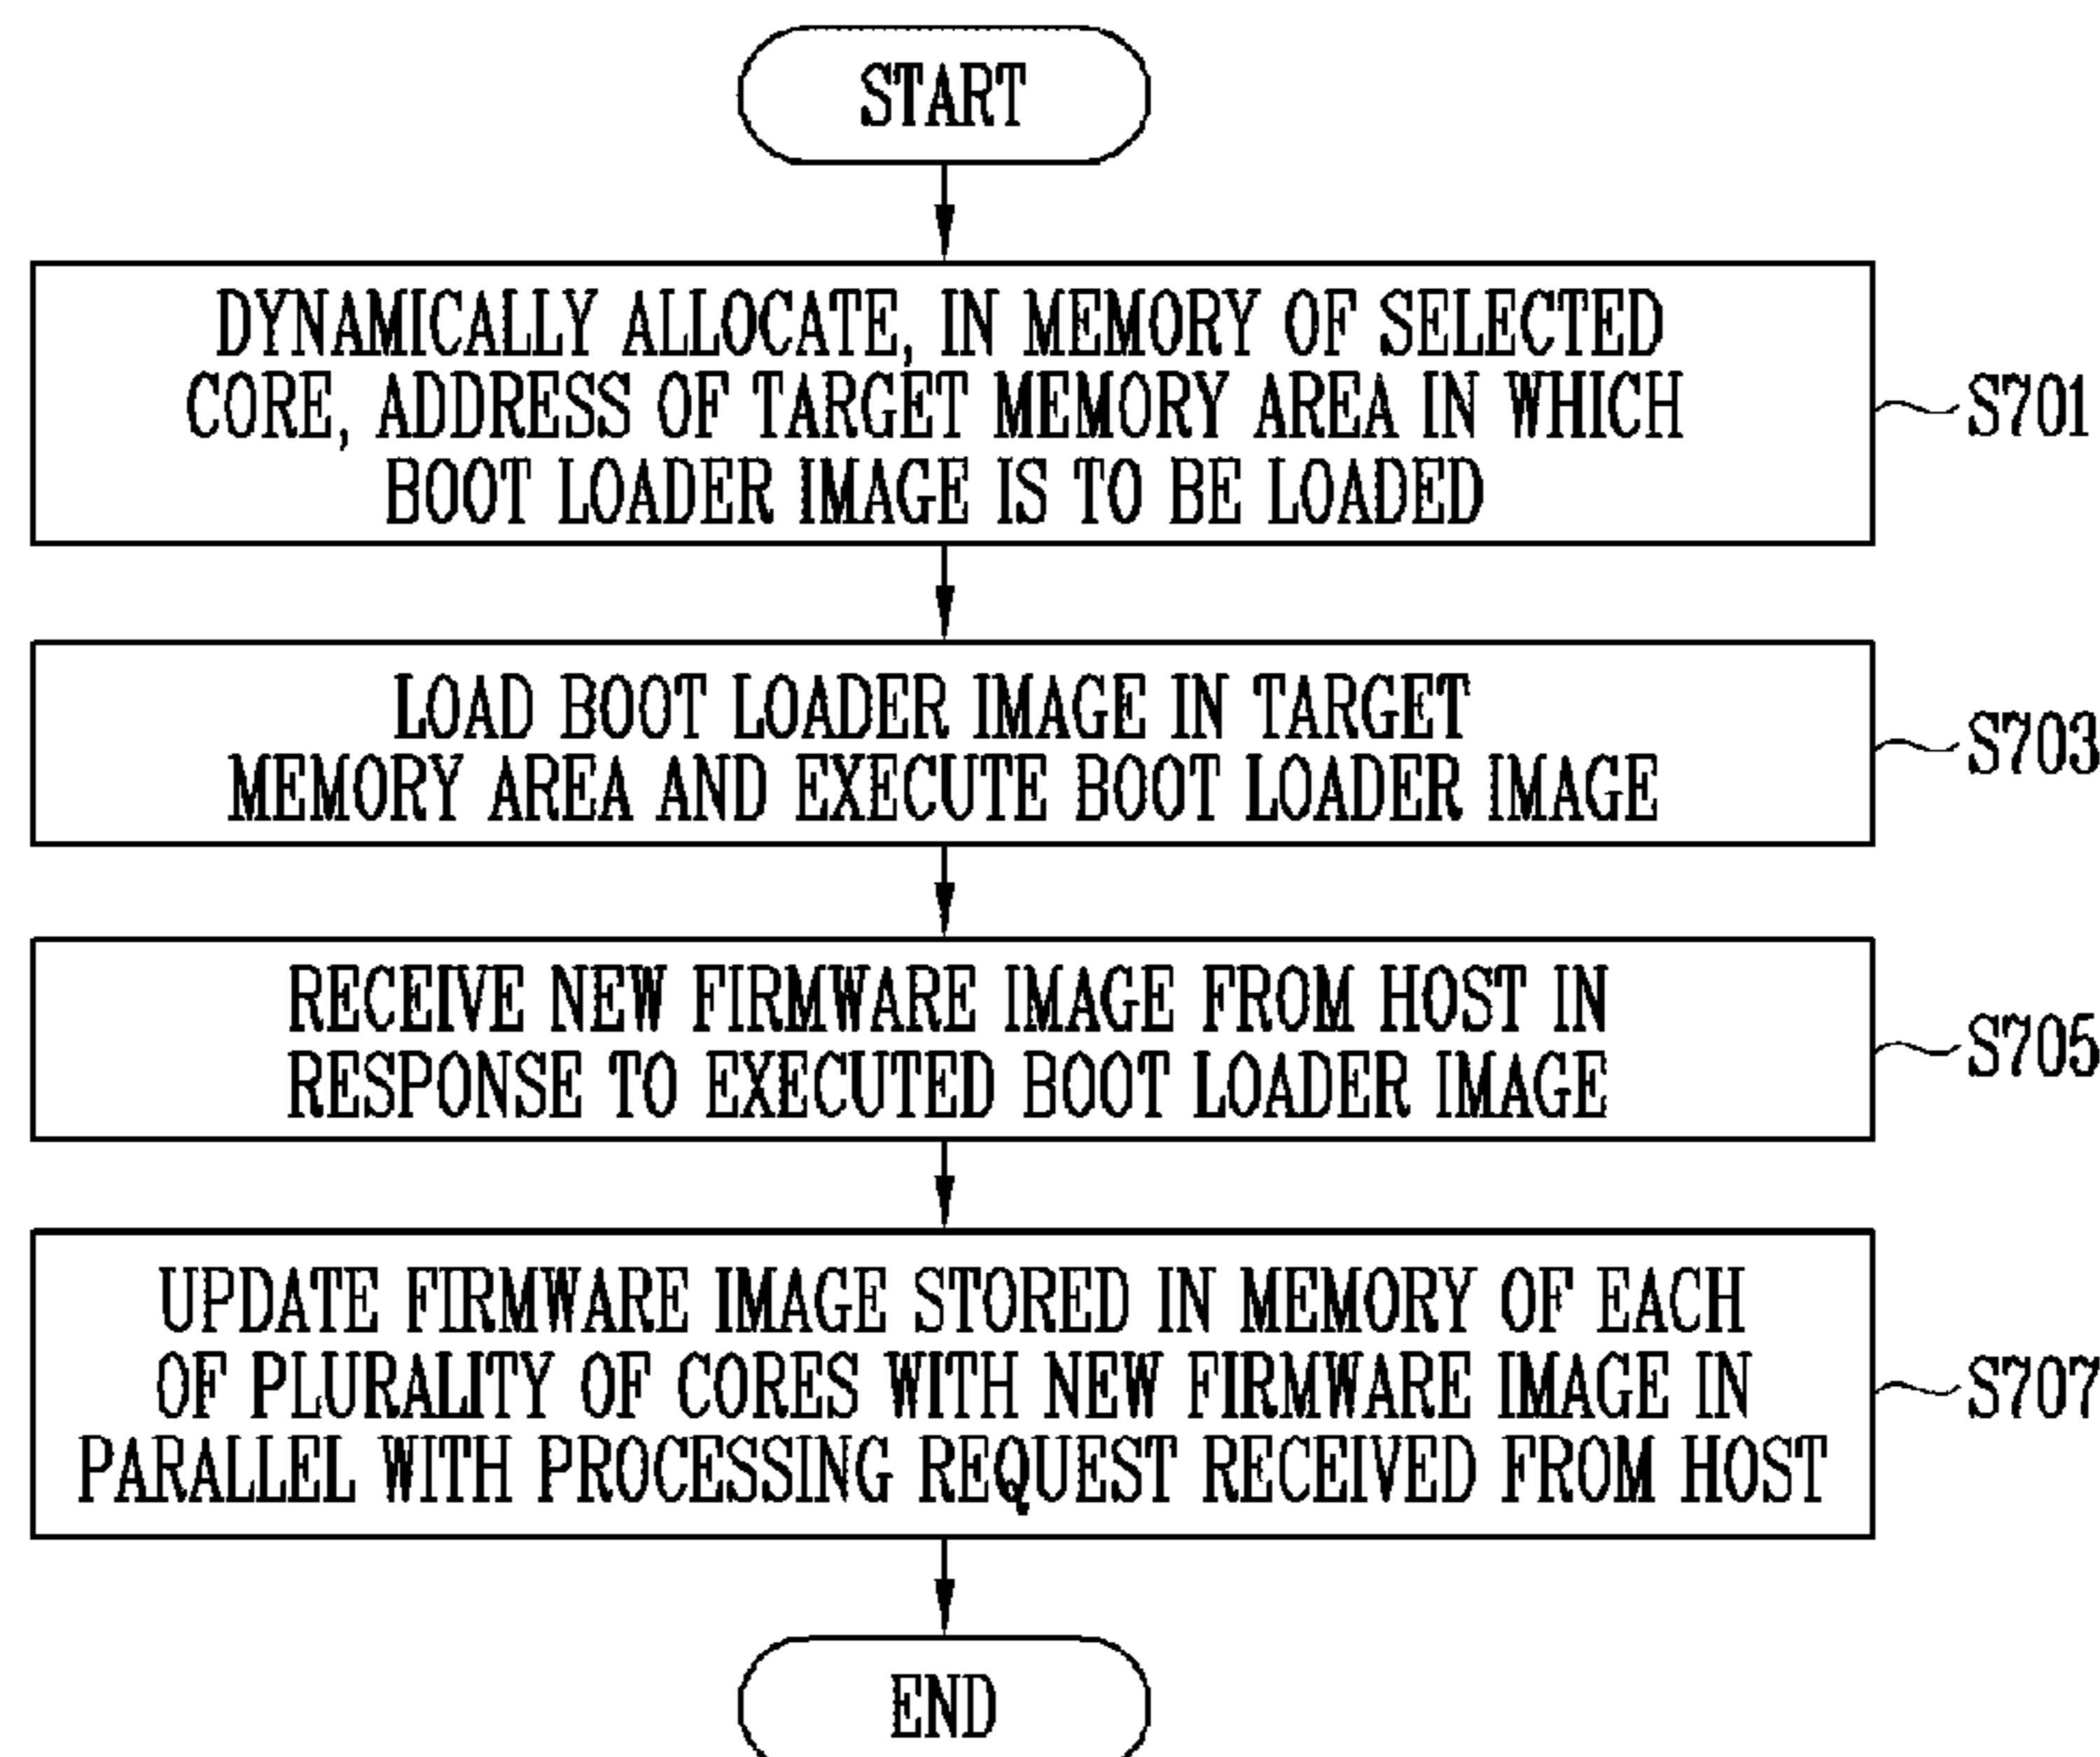 START
DYNAMICALLY ALLOCATE, IN MEMORY OF SELECTED
CORE, ADDRESS OF TARGET MEMORY AREA IN WHICH
BOOT LOADER IMAGE IS TO BE LOADED
S701
LOAD BOOT LOADER IMAGE IN TARGET
MEMORY AREA AND EXECUTE BOOT LOADER IMAGE
S703
RECEIVE NEW FIRMWARE IMAGE FROM HOST IN
RESPONSE TO EXECUTED BOOT LOADER IMAGE
S705
UPDATE FIRMWARE IMAGE STORED IN MEMORY OF EACH
OF PLURALITY OF CORES WITH NEW FIRMWARE IMAGE IN
PARALLEL WITH PROCESSING REQUEST RECEIVED FROM HOST
S707
END